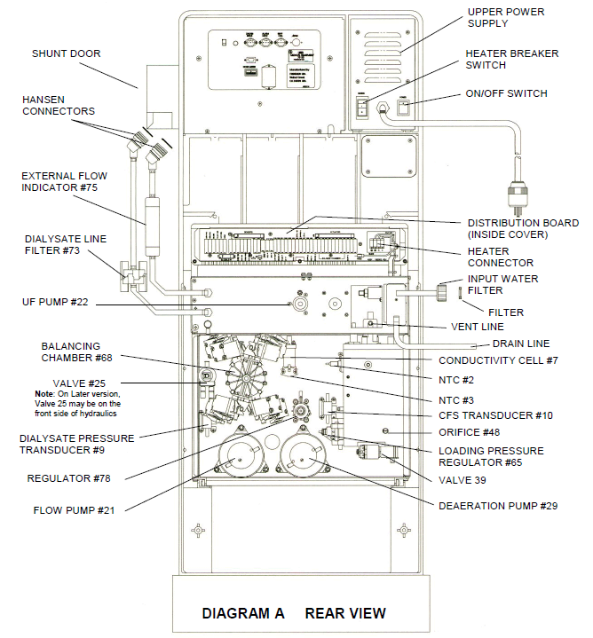 UPPER POWER
SUPPLY
SHUNT DOOR
HEATER BREAKER
SWITCH
HANSEN
CONNECTORS
ON/OFF SWITCH
EXTERNAL FLOW
INDICATOR #75
DISTRIBUTION BOARD
(INSIDE COVER)
DIALYSATE LINE
FILTER #73
HEATER
CONNECTOR
INPUT WATER
FILTER
UF PUMP #22
FILTER
VENT LINE
DRAIN LINE
BALANCING
CHAMBER #68
CONDUCTIVITY CELL #7
VALVE #25
Note: On Later version,
Valve 25 may be on the
front side of hydraulics
NTC #2
NTC #3
CFS TRANSDUCER #10
DIALYSATE PRESSURE
TRANSDUCER #9
ORIFICE #48
LOADING PRESSURE
REGULATOR #65
REGULATOR #78
VALVE 39
FLOW PUMP #21
DEAERATION PUMP #29
DIAGRAM A REAR VIEW